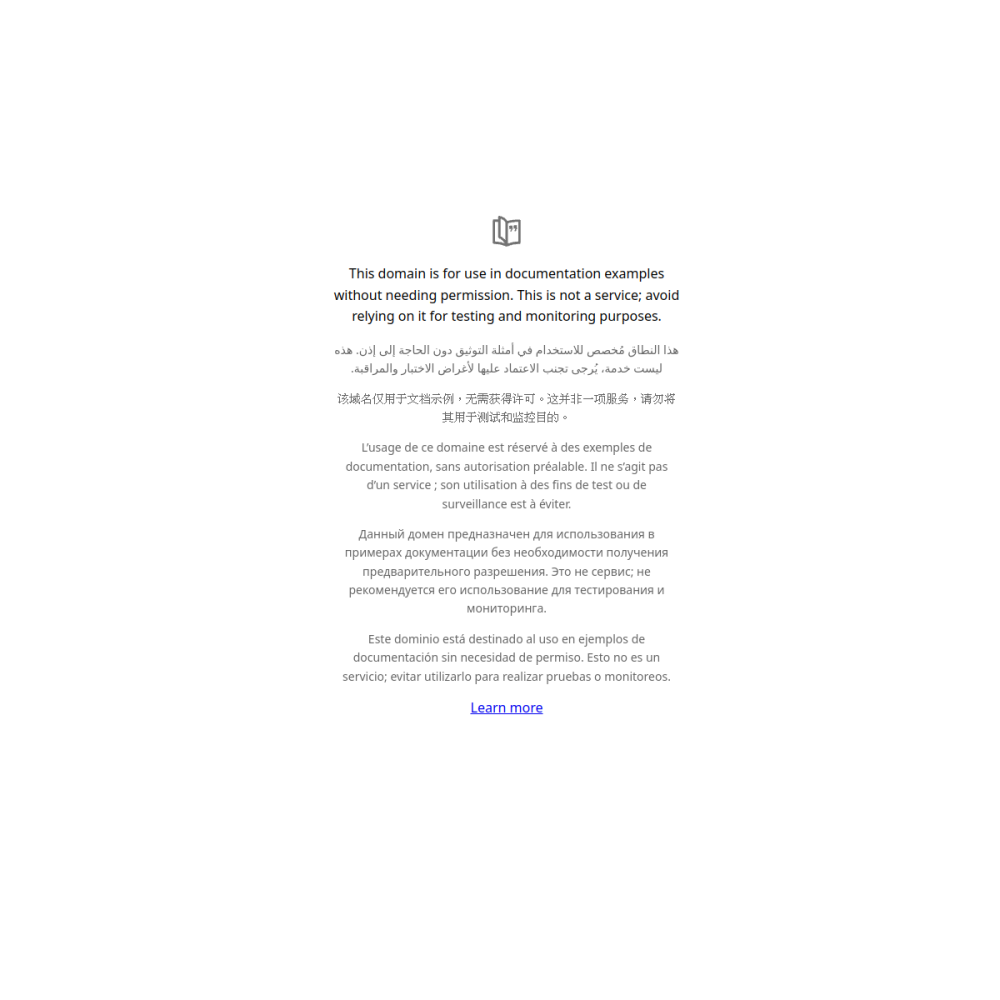 This domain is for use in documentation examples
without needing permission. This is not a service; avoid
relying on it for testing and monitoring purposes.
هذا النطاق مُخصص للاستخدام في أمثلة التوثيق دون الحاجة إلى إذن. هذه
ليست خدمة، يُرجى تجنب الاعتماد عليها لأغراض الاختبار والمراقبة.
该域名仅用于文档示例，无需获得许可。这并非一项服务，请勿将
其用于测试和监控目的。
L’usage de ce domaine est réservé à des exemples de
documentation, sans autorisation préalable. Il ne s’agit pas
d’un service ; son utilisation à des fins de test ou de
surveillance est à éviter.
Данный домен предназначен для использования в
примерах документации без необходимости получения
предварительного разрешения. Это не сервис; не
рекомендуется его использование для тестирования и
мониторинга.
Este dominio está destinado al uso en ejemplos de
documentación sin necesidad de permiso. Esto no es un
servicio; evitar utilizarlo para realizar pruebas o monitoreos.
Learn more